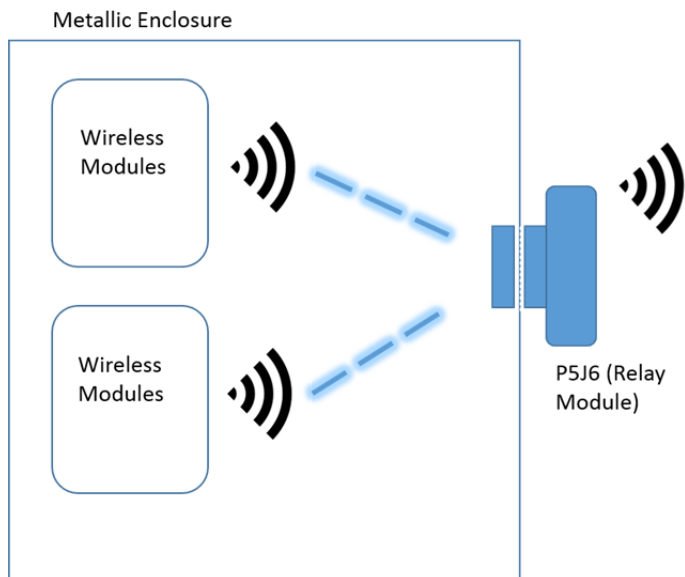 Metallic Enclosure
Wireless
Modules
Wireless
Modules
P5J6 (Relay
Module)